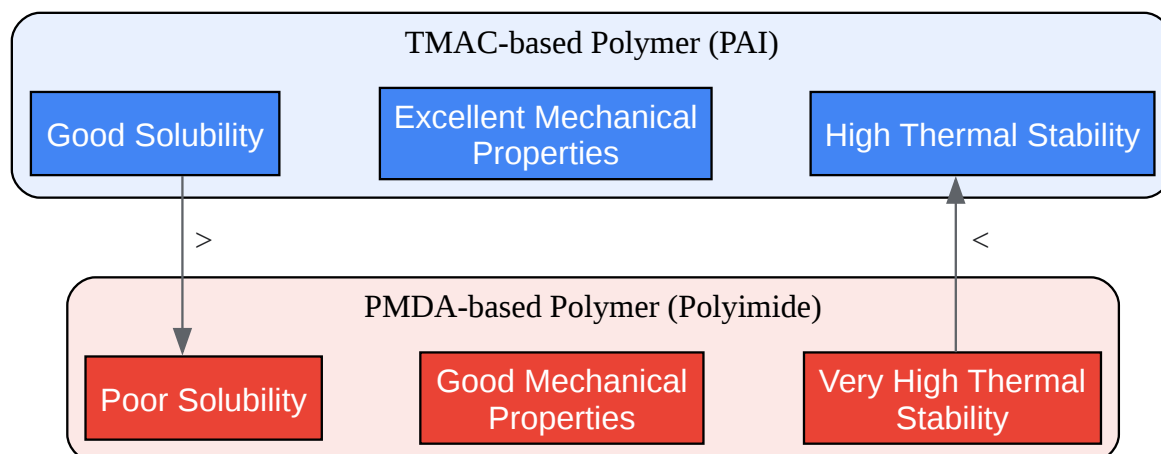 TMAC-based Polymer (PAI)
Good Solubility
Excellent Mechanical
Properties
High Thermal Stability
>
<
PMDA-based Polymer (Polyimide)
Poor Solubility
Good Mechanical
Properties
Very High Thermal
Stability